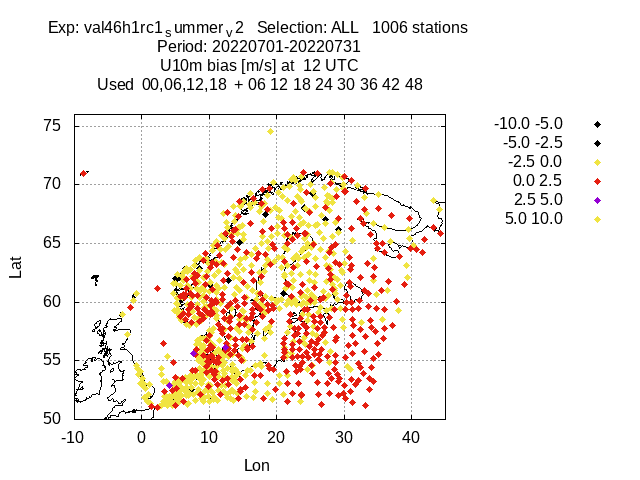 Exp: val46h1rc1summerv2 Selection: ALL 1006 stations
Period: 20220701-20220731
U10m bias [m/s] at 12 UTC
Used 00,06,12,18 + 06 12 18 24 30 36 42 48
-10.0 -5.0
-5.0 -2.5
-2.5 0.0
0.0 2.5
2.5 5.0
5.0 10.0
75
70
65
60
55
50
Lat
-10 0 10 20 30 40
Lon